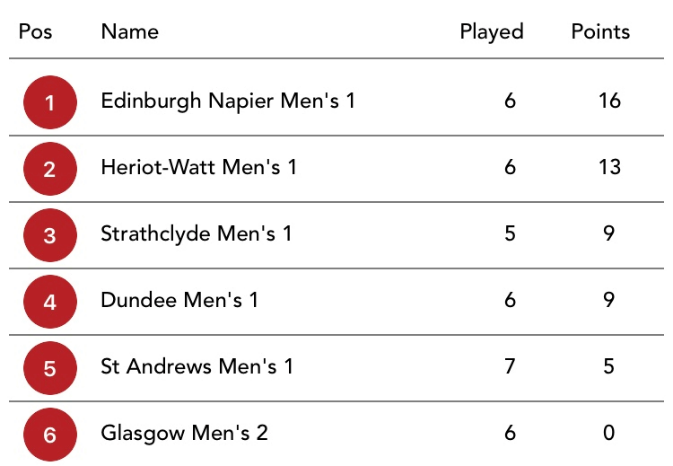 Pos Name Played Points
1 Edinburgh Napier Men's 1 6 16
2 Heriot-Watt Men's 1 6 13
3 Strathclyde Men's 1 5 9
4 Dundee Men's 1 6 9
5 St Andrews Men's 1 7 5
6 Glasgow Men's 2 6 0